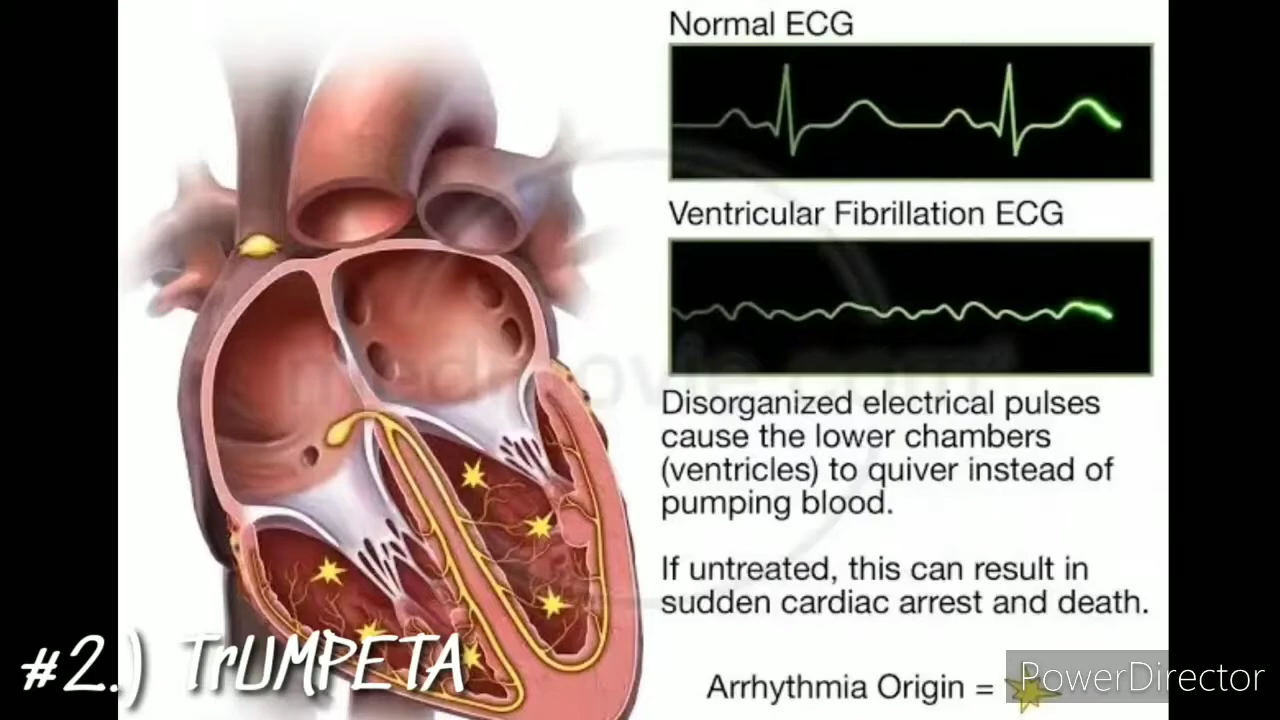 Normal ECG
Ventricular Fibrillation ECG
Disorganized electrical pulses
cause the lower chambers
(ventricles) to quiver instead of
pumping blood.
If untreated, this can result in
sudden cardiac arrest and death.
Arrhythmia Origin =
PowerDirector
#2.) TrUMPETA